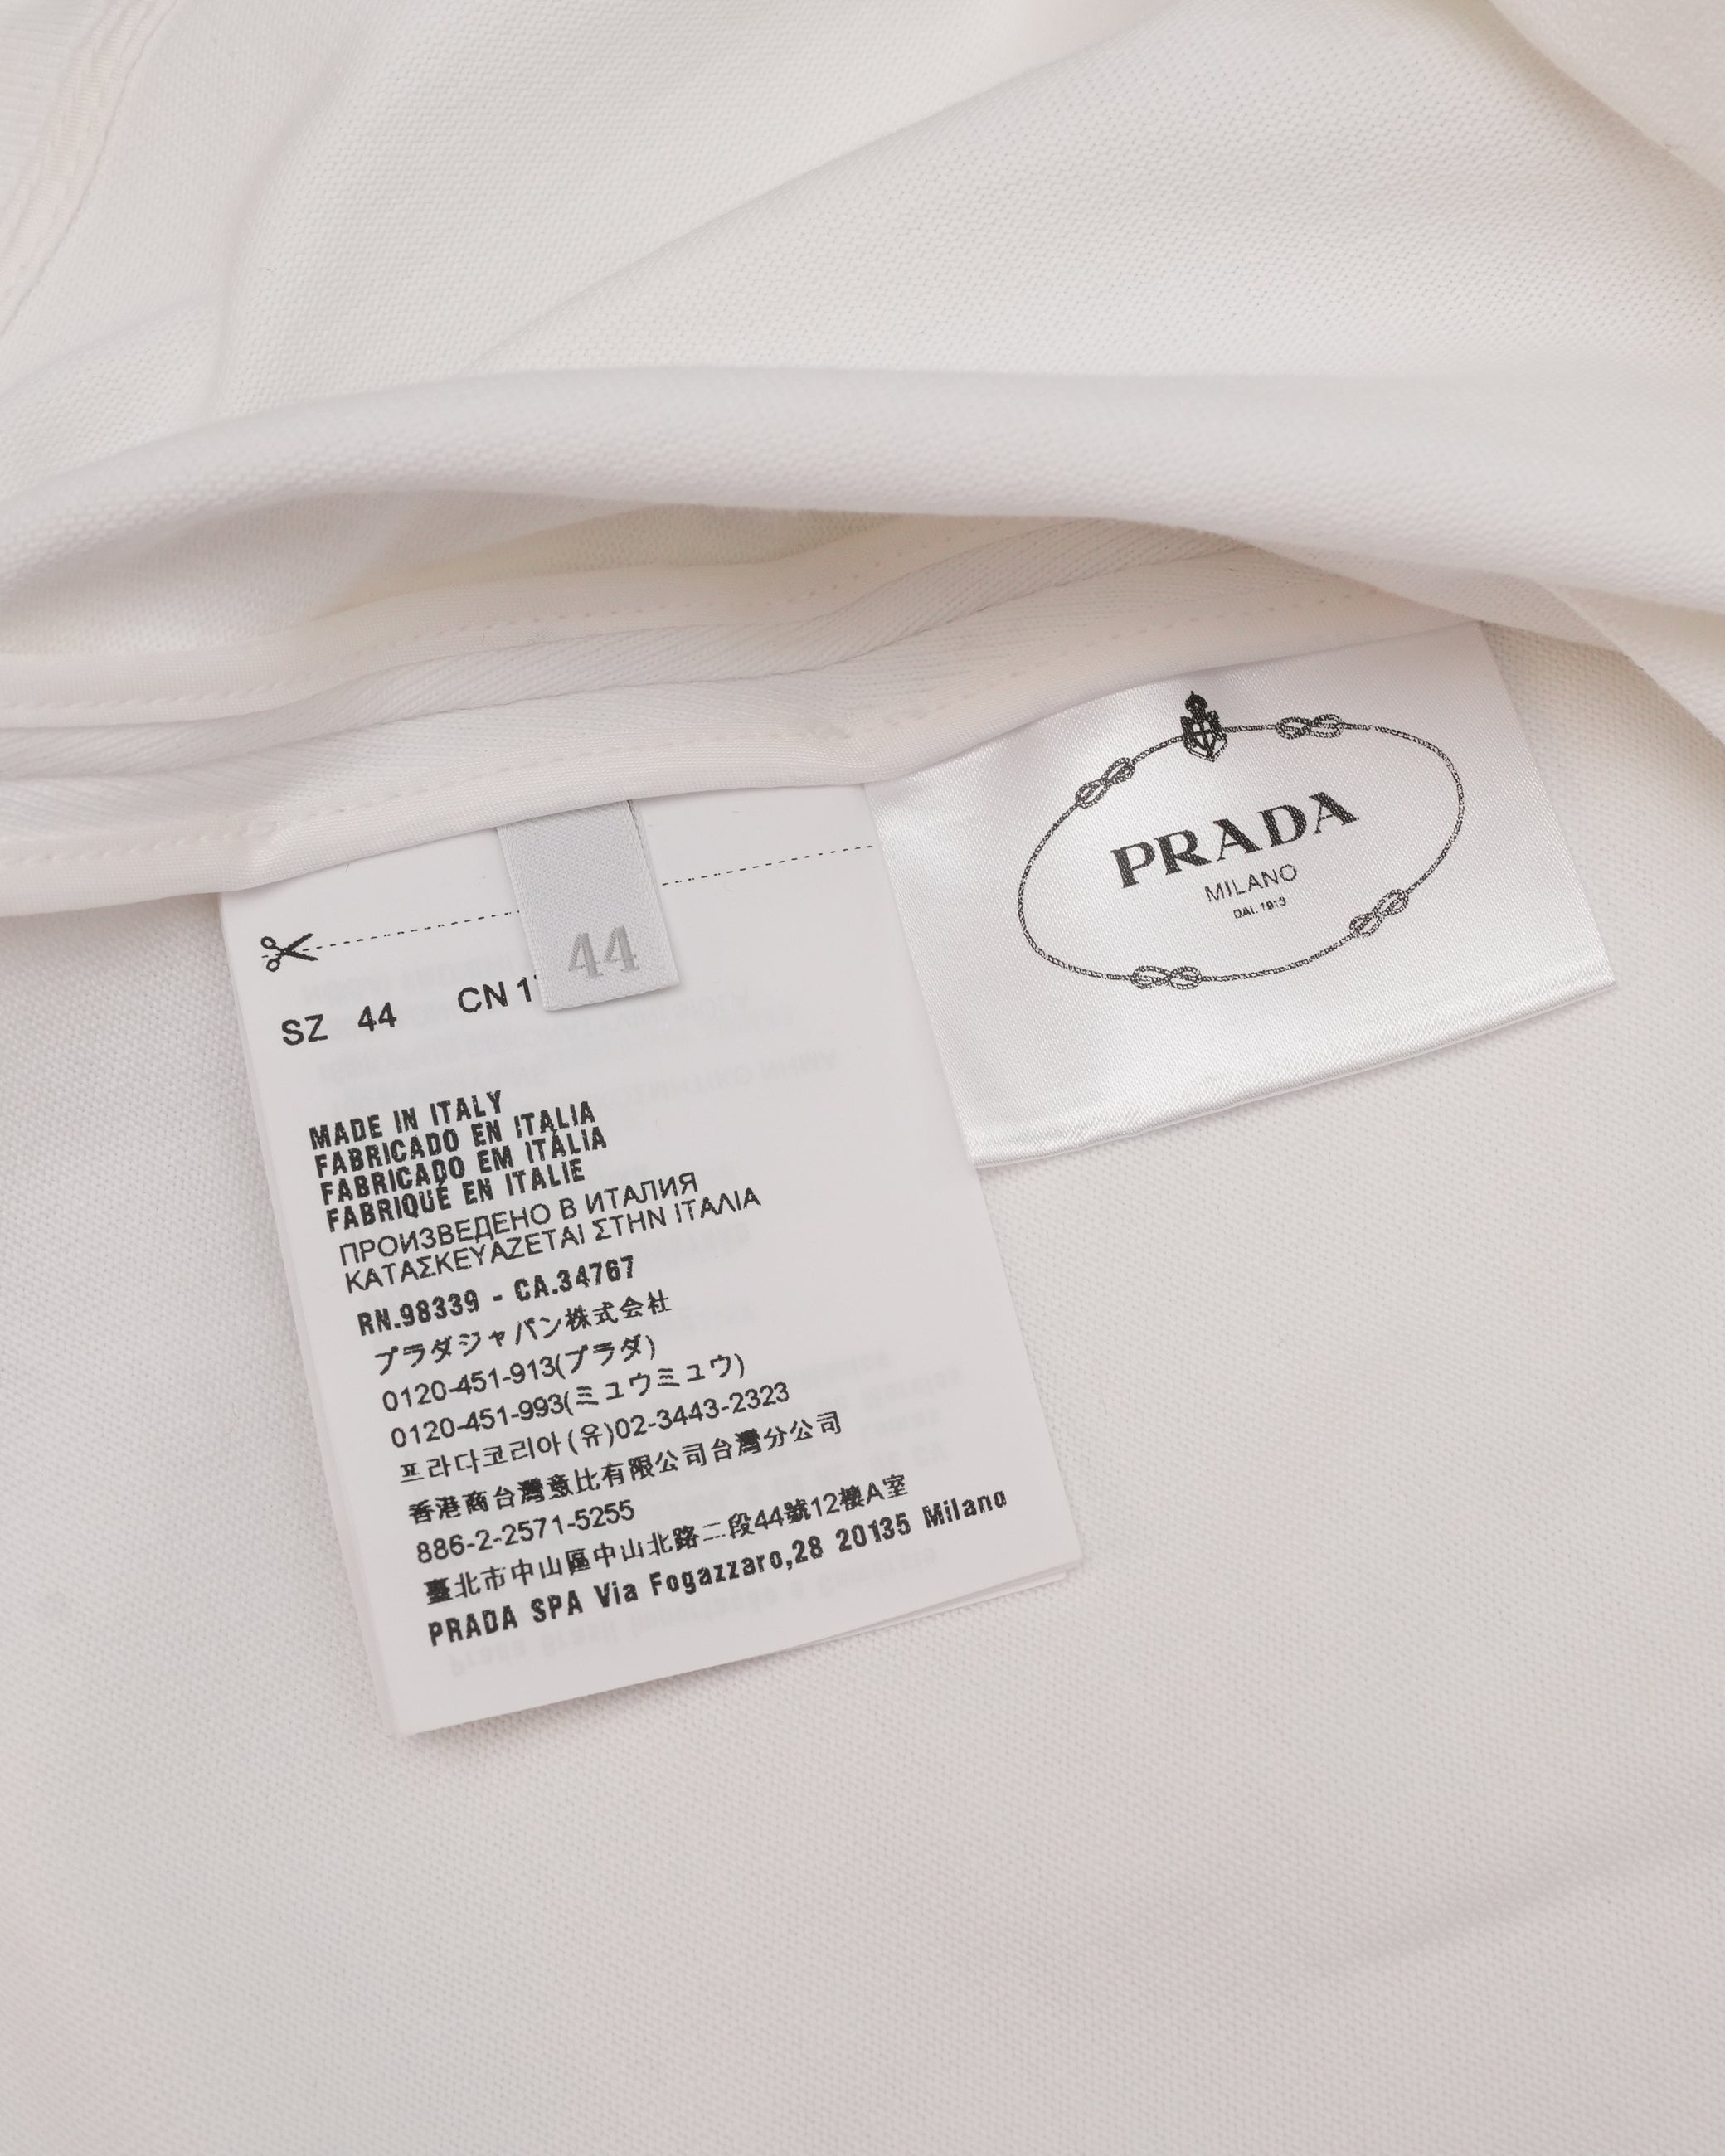 44
SZ 44 CN 1
MADE IN ITALY
FABRICADO EN ITALIA
FABRICADO EM ITÁLIA
FABRIQUÉ EN ITALIE
ПРОИЗВЕДЕНО В ИТАЛИЯ
ΚΑΤΑΣΚΕΥΑΖΕΤΑΙ ΣΤΗΝ ΙΤΑΛΙΑ
RN.98339 - CA.34767
プラダジャパン株式会社
0120-451-913(プラダ)
0120-451-993(ミュウミュウ)
프라다코리아(유)02-3443-2323
香港商台灣意比有限公司台灣分公司
886-2-2571-5255
臺北市中山區中山北路二段44號12樓A室
PRADA SPA Via Fogazzaro,28 20135 Milano
PRADA
MILANO
DAL 1913